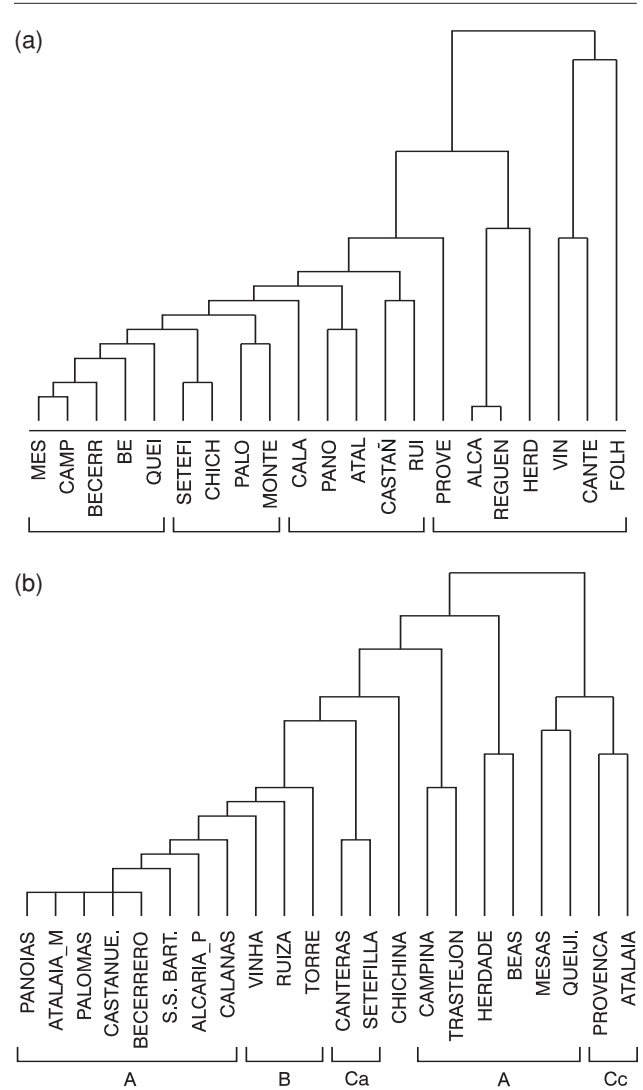 (a)
MES CAMP BECERR BE QUEI SETEFI CHICH PALO MONTE CALA PANO ATAL CASTAÑ RUI PROVE ALCA REGUEN HERD VIN CANTE FOLH
(b)
PANOIAS ATALAIA_M PALOMAS CASTANUE. BECERRERO S.S. BART. ALCARIA_P CALANAS VINHA RUIZA TORRE CANTERAS SETEFILLA CHICHINA CAMPINA TRASTEJON HERDADE BEAS MESAS QUEIJI. PROVENCA ATALAIA
A B Ca A Cc